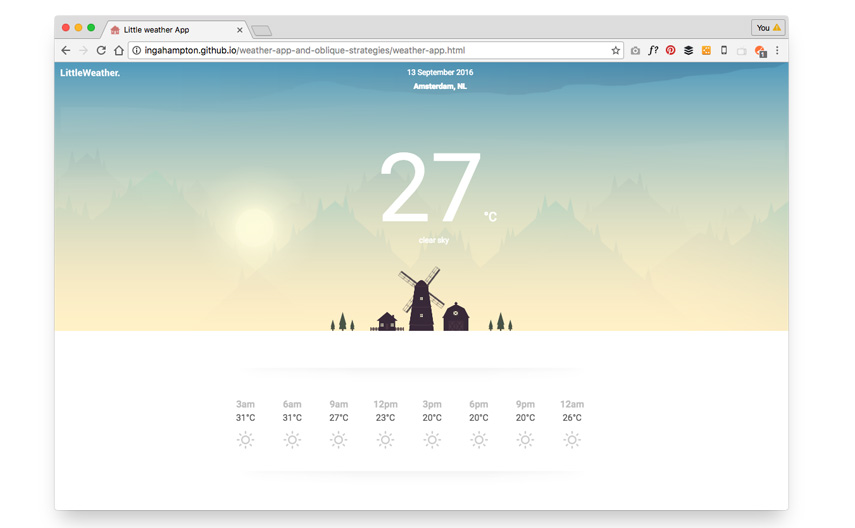 Little weather App
You
ingahampton.github.io/weather-app-and-oblique-strategies/weather-app.html
f?
LittleWeather.
13 September 2016
Amsterdam, NL
27 °C
clear sky
3am 6am 9am 12pm 3pm 6pm 9pm 12am
31°C 31°C 27°C 23°C 20°C 20°C 20°C 26°C